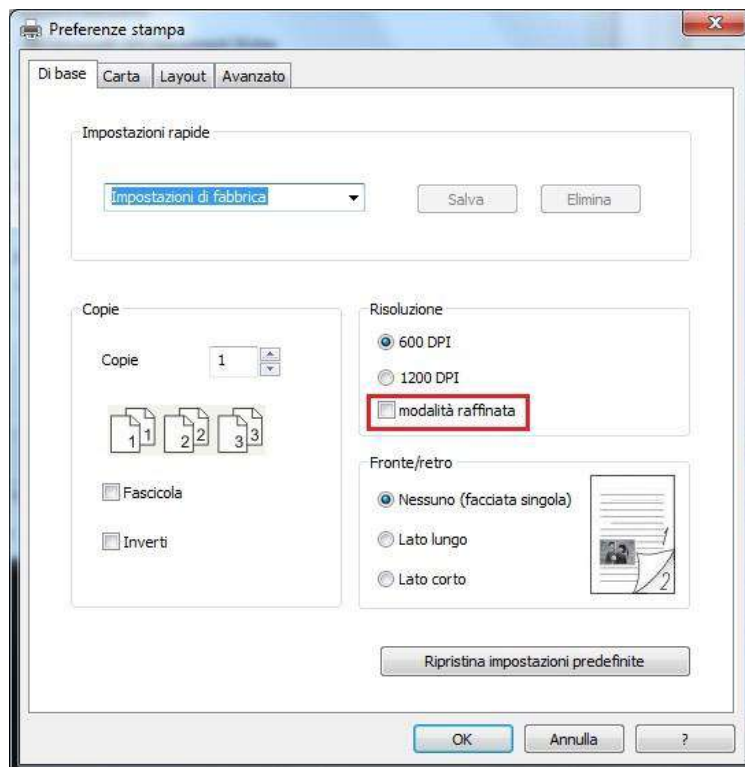 Preferenze stampa
Di base Carta Layout Avanzato
Impostazioni rapide
Impostazioni di fabbrica Salva Elimina
Copie
Copie 1
1 1 2 2 3 3
Fascicola
Inverti
Risoluzione
600 DPI
1200 DPI
modalità raffinata
Fronte/retro
Nessuno (facciata singola)
Lato lungo
Lato corto
1
2
Ripristina impostazioni predefinite
OK Annulla ?